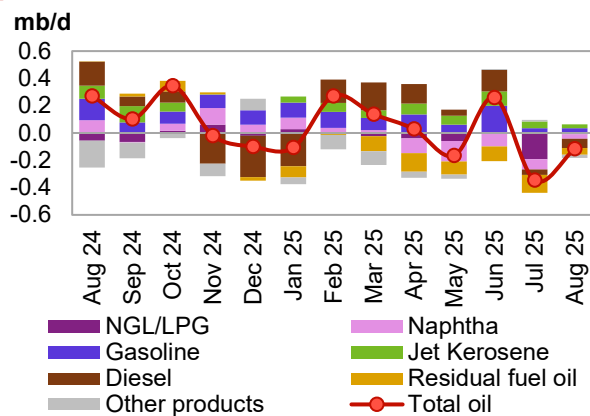 mb/d
0.6
0.4
0.2
0.0
-0.2
-0.4
-0.6
Aug 24
Sep 24
Oct 24
Nov 24
Dec 24
Jan 25
Feb 25
Mar 25
Apr 25
May 25
Jun 25
Jul 25
Aug 25
NGL/LPG
Naphtha
Gasoline
Jet Kerosene
Diesel
Residual fuel oil
Other products
Total oil